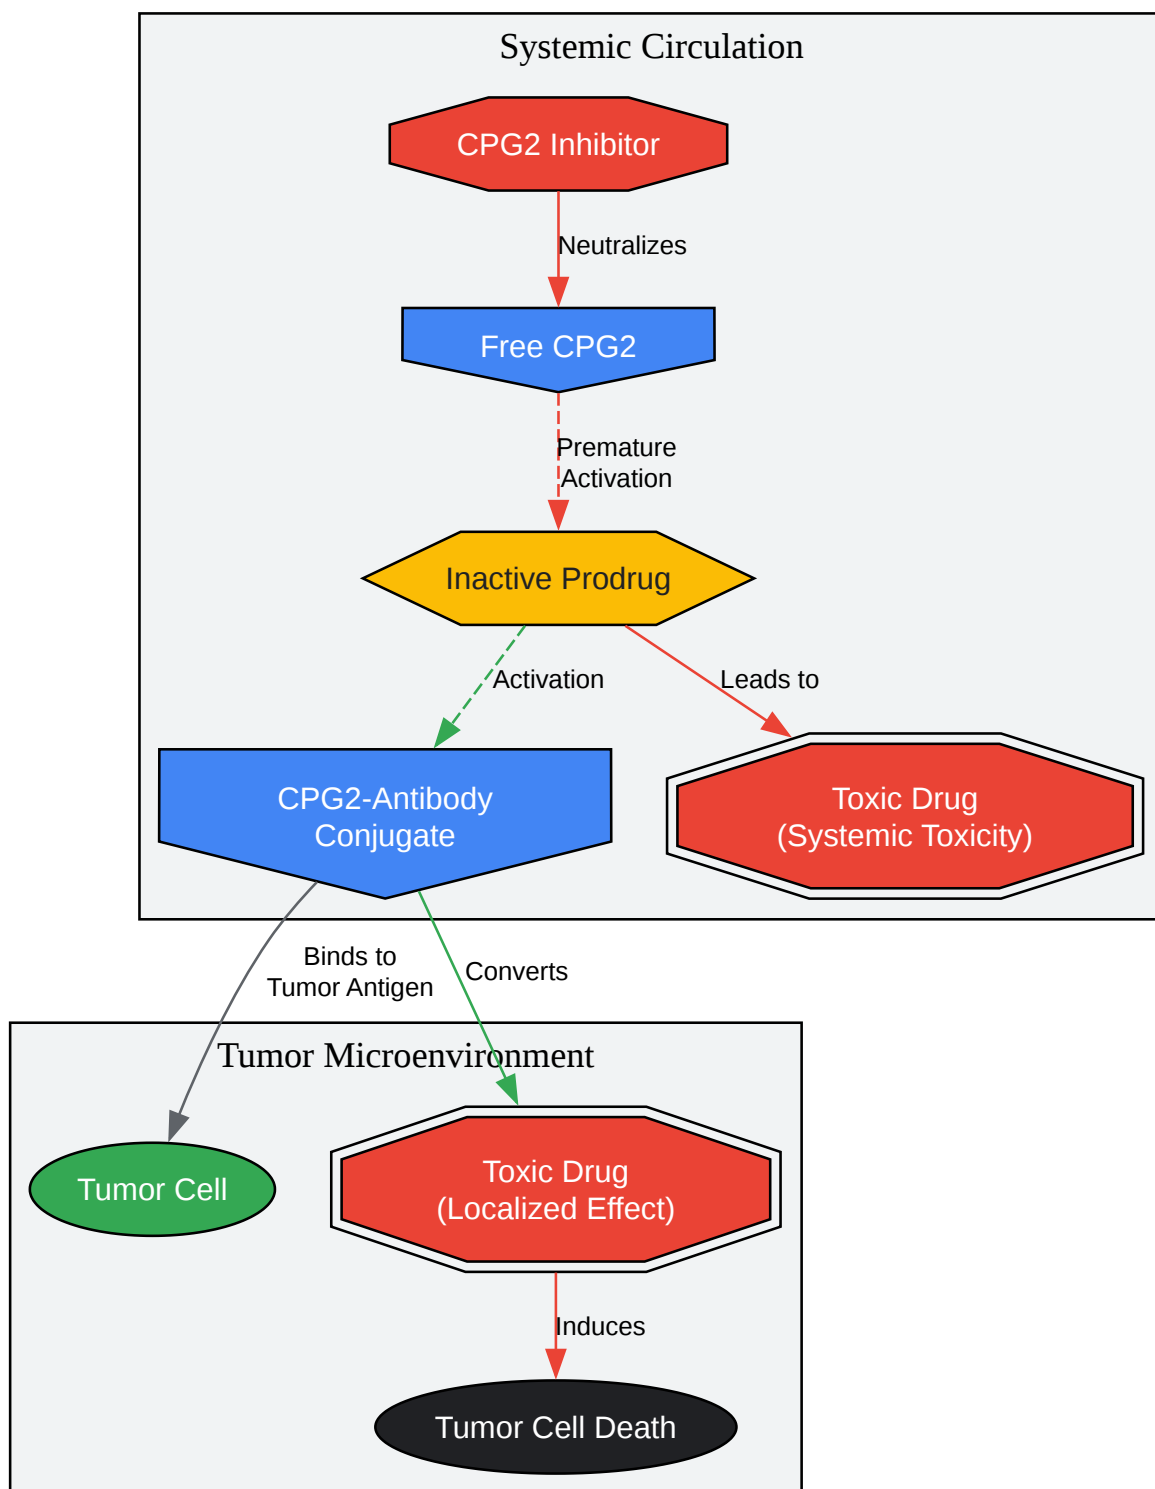 Systemic Circulation
CPG2 Inhibitor
Neutralizes
Free CPG2
Premature
Activation
Inactive Prodrug
Activation
Leads to
CPG2-Antibody
Conjugate
Toxic Drug
(Systemic Toxicity)
Binds to
Tumor Antigen
Converts
Tumor Microenvironment
Tumor Cell
Toxic Drug
(Localized Effect)
Induces
Tumor Cell Death